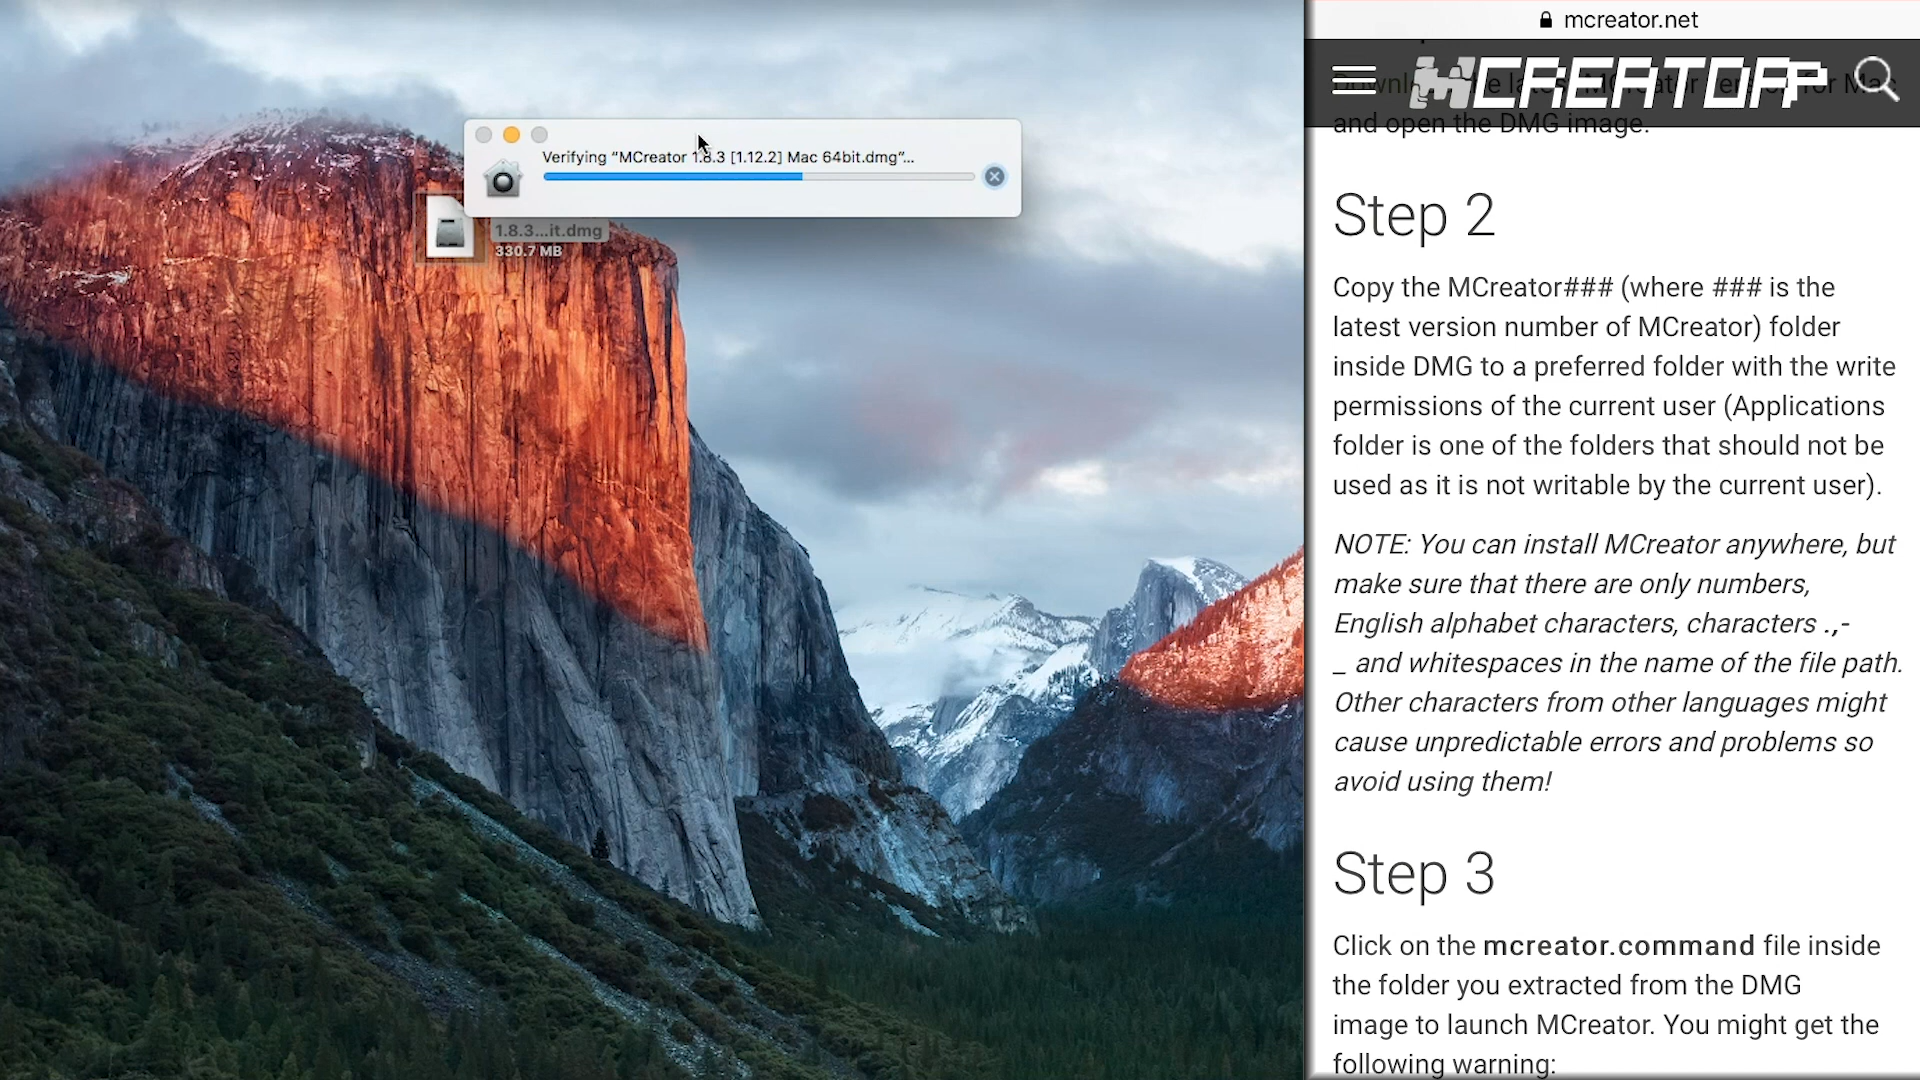 Verifying “MCreator 1.8.3 [1.12.2] Mac 64bit.dmg”...
1.8.3...it.dmg
330.7 MB
mcreator.net
MCREATOR
and open the DMG image.
Step 2
Copy the MCreator### (where ### is the
latest version number of MCreator) folder
inside DMG to a preferred folder with the write
permissions of the current user (Applications
folder is one of the folders that should not be
used as it is not writable by the current user).
NOTE: You can install MCreator anywhere, but
make sure that there are only numbers,
English alphabet characters, characters .,-
_ and whitespaces in the name of the file path.
Other characters from other languages might
cause unpredictable errors and problems so
avoid using them!
Step 3
Click on the mcreator.command file inside
the folder you extracted from the DMG
image to launch MCreator. You might get the
following warning: